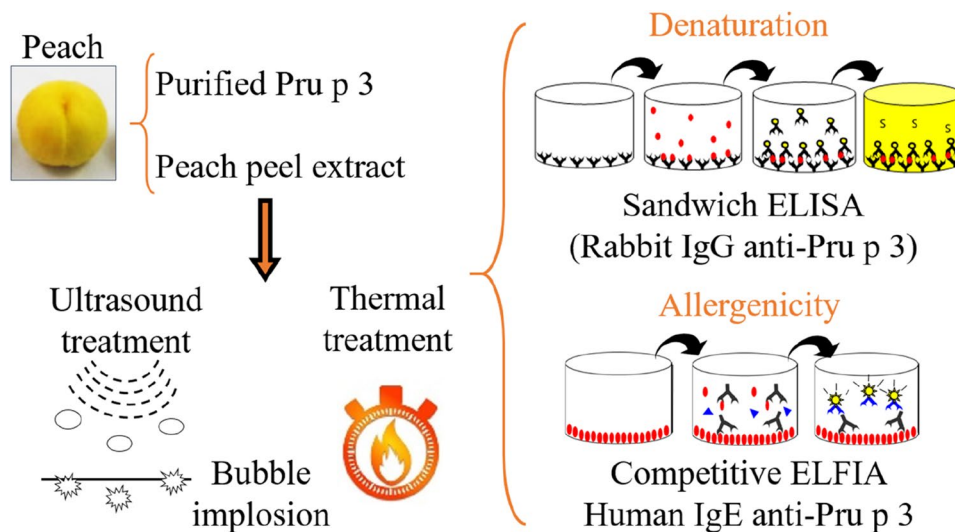 Peach
Purified Pru p 3
Peach peel extract
Ultrasound
treatment
Thermal
treatment
Bubble
implosion
Denaturation
S S S
Sandwich ELISA
(Rabbit IgG anti-Pru p 3)
Allergenicity
Competitive ELFIA
Human IgE anti-Pru p 3